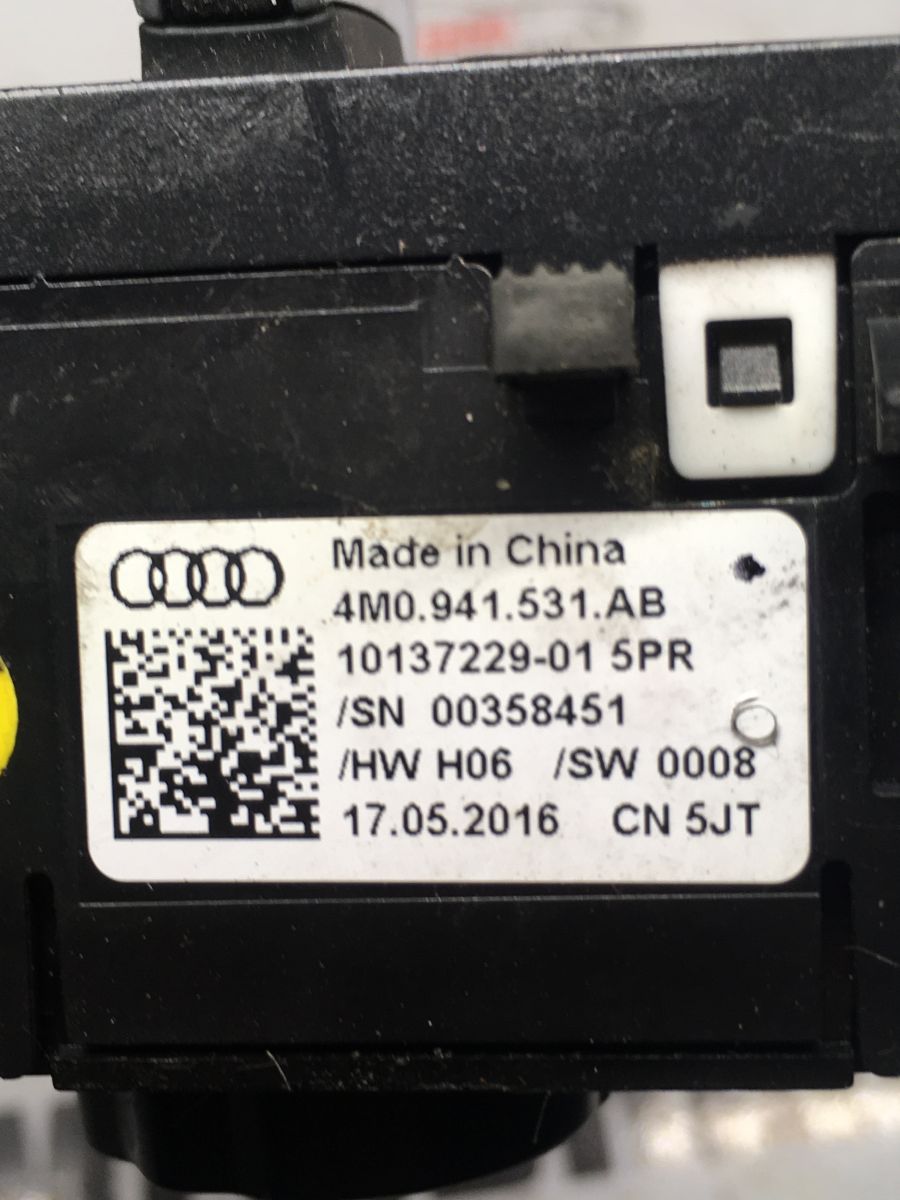 Made in China
4M0.941.531.AB
10137229-01 5PR
/SN 00358451
/HW H06 /SW 0008
17.05.2016 CN 5JT